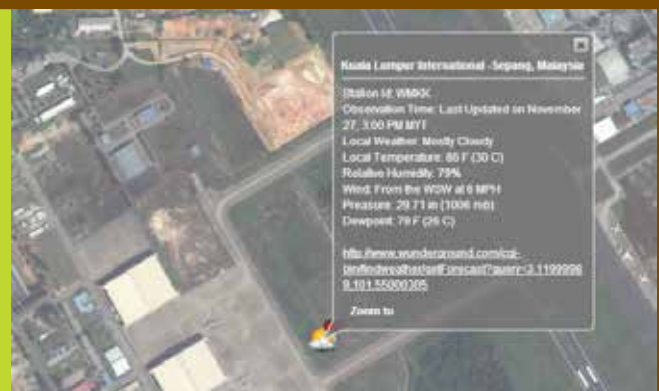 Kuala Lumpur International -Sepang, Malaysia
Station Id: WMKK
Observation Time: Last Updated on November
27, 3:00 PM MYT
Local Weather: Mostly Cloudy
Local Temperature: 86 F (30 C)
Relative Humidity: 79%
Wind: From the WSW at 6 MPH
Preasure: 29.71 in (1006 mb)
Dewpoint: 79 F (26 C)
http://www.wunderground.com/cgi-
bin/findweather/getForecast?query=3.1199998
9,101.55000305
Zoom to